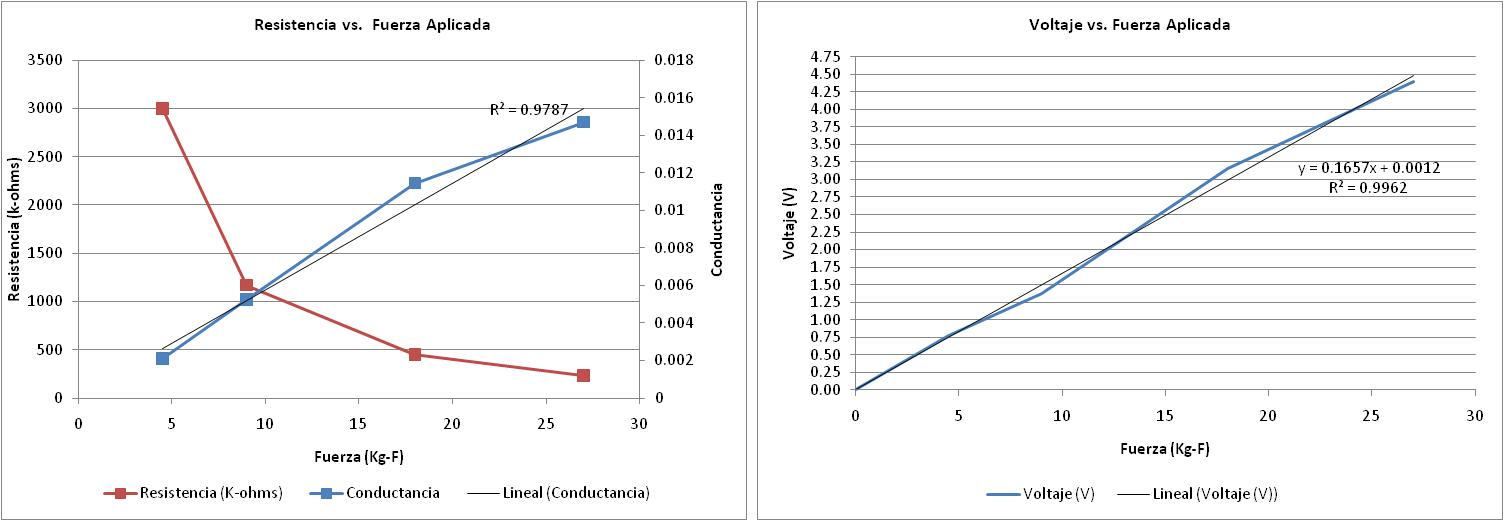 Resistencia vs.  Fuerza Aplicada
3500
3000
2500
2000
1500
1000
500
0
Resistencia (k-ohms)
0.018
0.016
0.014
0.012
0.01
0.008
0.006
0.004
0.002
0
Conductancia
R² = 0.9787
0 5 10 15 20 25 30
Fuerza (Kg-F)
Resistencia (K-ohms) Conductancia Lineal (Conductancia)
Voltaje vs. Fuerza Aplicada
4.75
4.50
4.25
4.00
3.75
3.50
3.25
3.00
2.75
2.50
2.25
2.00
1.75
1.50
1.25
1.00
0.75
0.50
0.25
0.00
Voltaje (V)
y = 0.1657x + 0.0012
R² = 0.9962
0 5 10 15 20 25 30
Fuerza (Kg-F)
Voltaje (V) Lineal (Voltaje (V))